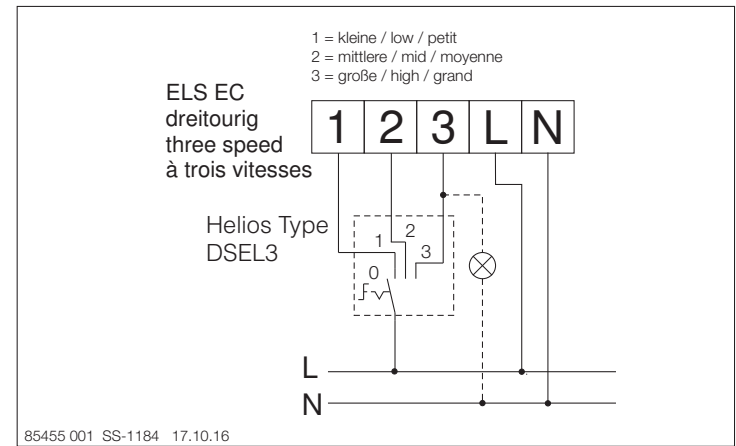 1 = kleine / low / petit
2 = mittlere / mid / moyenne
3 = große / high / grand
ELS EC
dreitourig
three speed
à trois vitesses
1 2 3 L N
Helios Type
DSEL3
1
2
3
0
L
N
85455 001 SS-1184 17.10.16